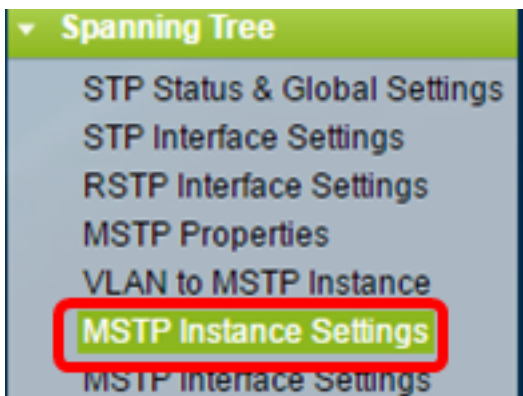 Spanning Tree
STP Status & Global Settings
STP Interface Settings
RSTP Interface Settings
MSTP Properties
VLAN to MSTP Instance
MSTP Instance Settings
MSTP Interface Settings